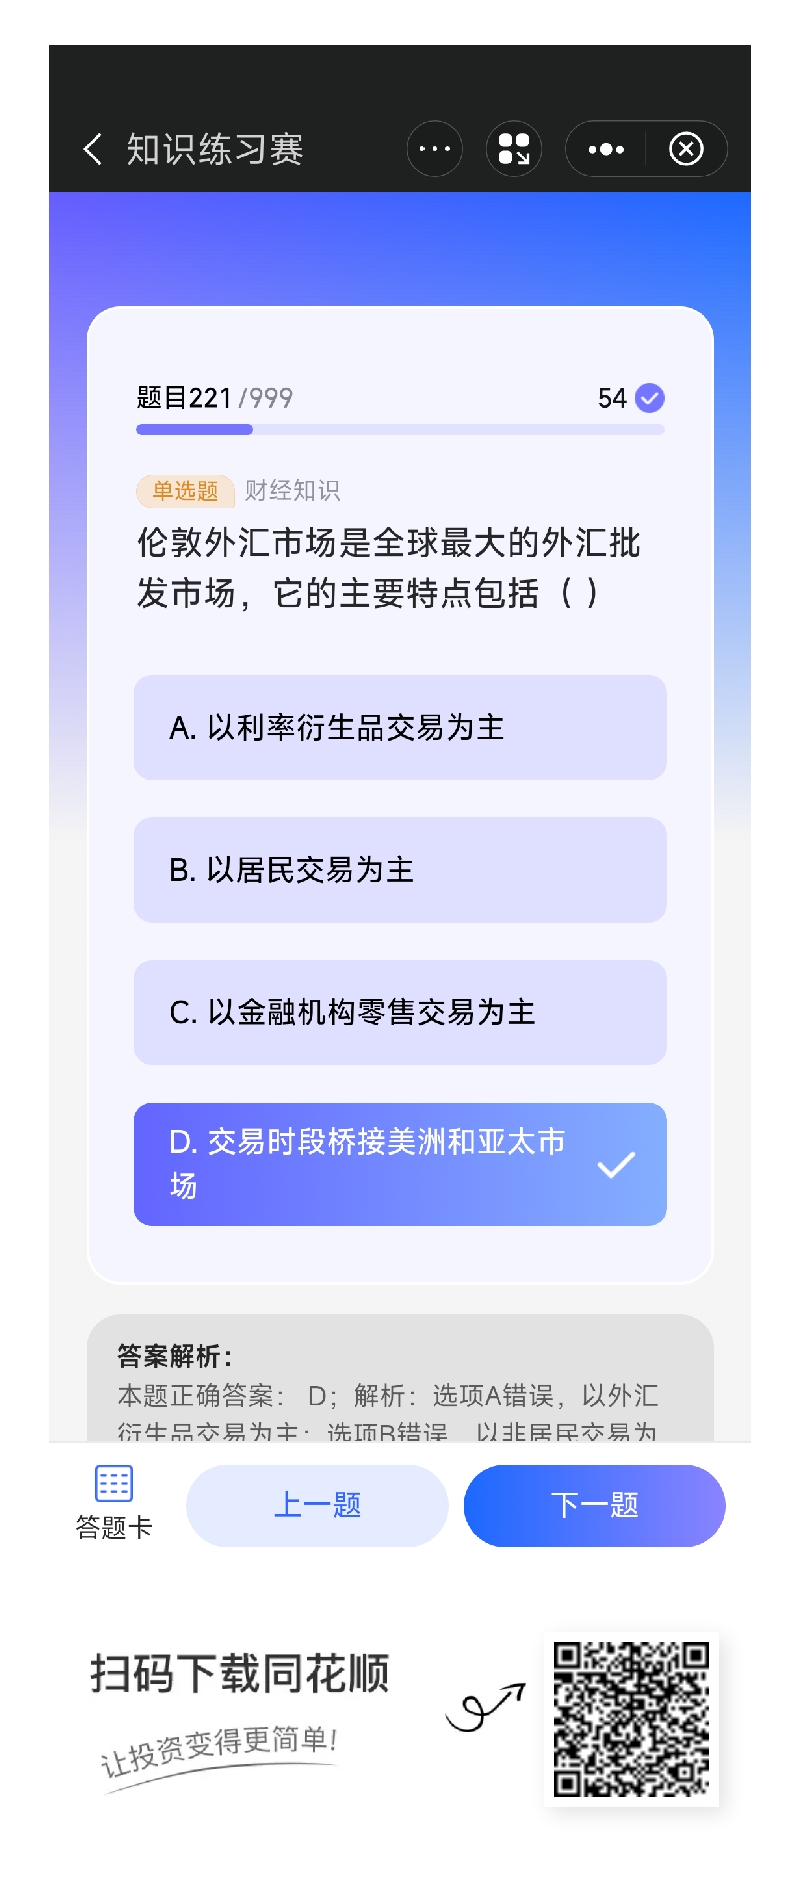 知识练习赛
题目221/999
54
单选题 财经知识
伦敦外汇市场是全球最大的外汇批
发市场，它的主要特点包括（ ）
A. 以利率衍生品交易为主
B. 以居民交易为主
C. 以金融机构零售交易为主
D. 交易时段桥接美洲和亚太市
场
答案解析：
本题正确答案： D；解析：选项A错误，以外汇
衍生品交易为主；选项B错误，以非居民交易为
答题卡
上一题
下一题
扫码下载同花顺
让投资变得更简单!